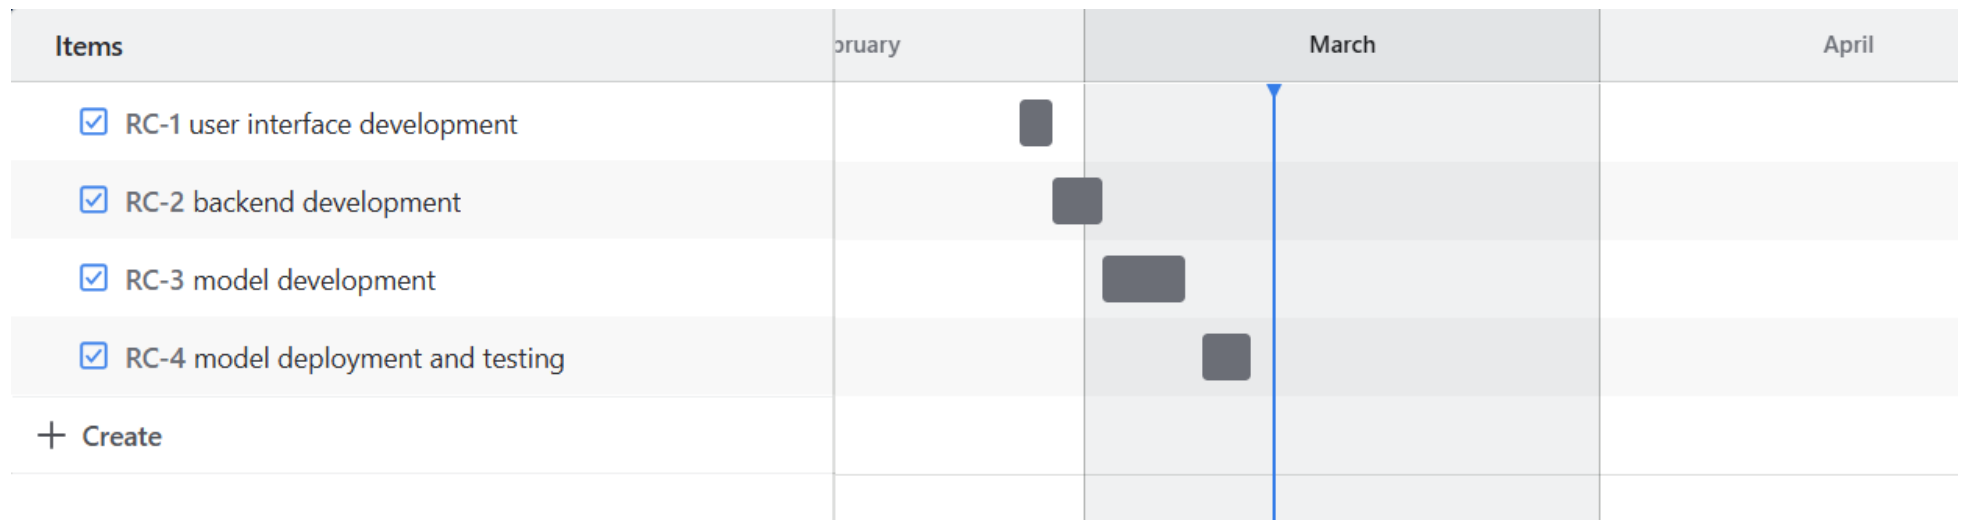 Items
bruary
March
April
RC-1 user interface development
RC-2 backend development
RC-3 model development
RC-4 model deployment and testing
+ Create